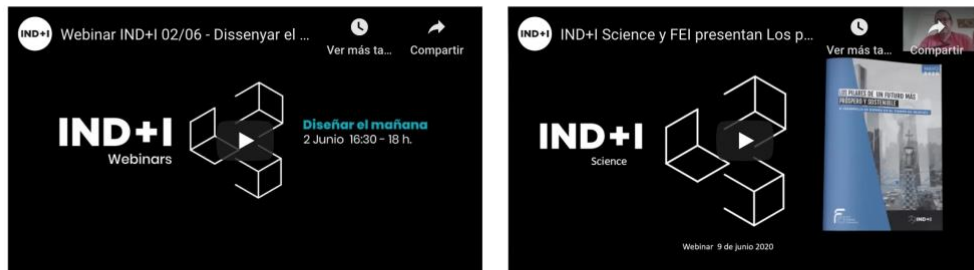 IND+I
Webinar IND+I 02/06 - Dissenyar el ...
Ver más ta...
Compartir
IND+I
Webinars
Diseñar el mañana
2 Junio 16:30 - 18 h.
IND+I
IND+I Science y FEI presentan Los p...
Ver más ta...
Compartir
IND+I
Science
LOS PILARES DE UN FUTURO MÁS
PRÓSPERO Y SOSTENIBLE
IND+I
Webinar 9 de junio 2020